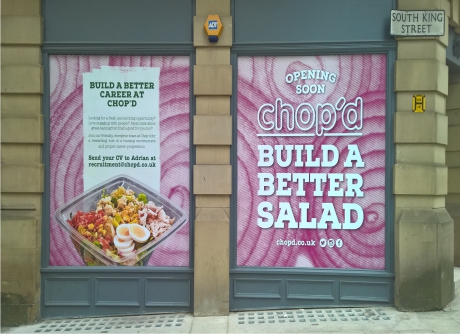 SOUTH KING
STREET
ADT
BUILD A BETTER
CAREER AT
CHOP'D
Send your CV to Adrian at
recruitment@chopd.co.uk
OPENING
SOON
chop'd
BUILD A
BETTER
SALAD
chopd.co.uk
H